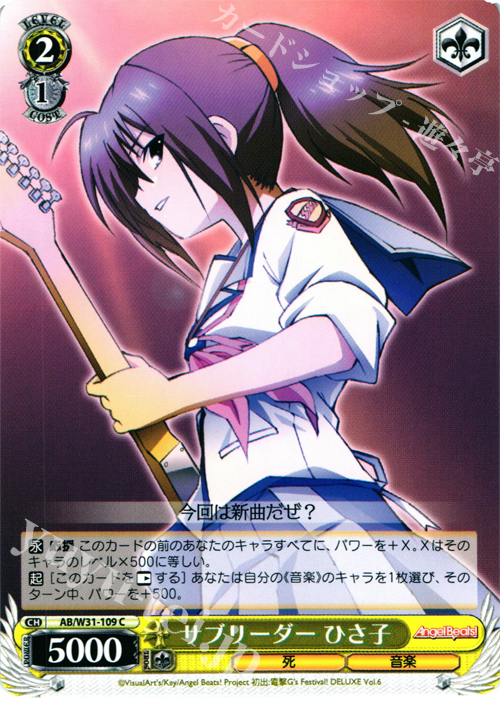 LEVEL
2
1
COST
カードショップ - 遊々亭
今回は新曲だぜ？
永 応援 このカードの前のあなたのキャラすべてに、パワーを＋X。Xはその
キャラのレベル×500に等しい。
起 ［このカードを する］ あなたは自分の《音楽》のキャラを1枚選び、その
ターン中、パワーを＋500。
CH AB/W31-109 C
POWER 5000
サブリーダー ひさ子
Angel Beats!
死 音楽
©VisualArt's/Key/Angel Beats! Project 初出:電撃G's Festival! DELUXE Vol.6